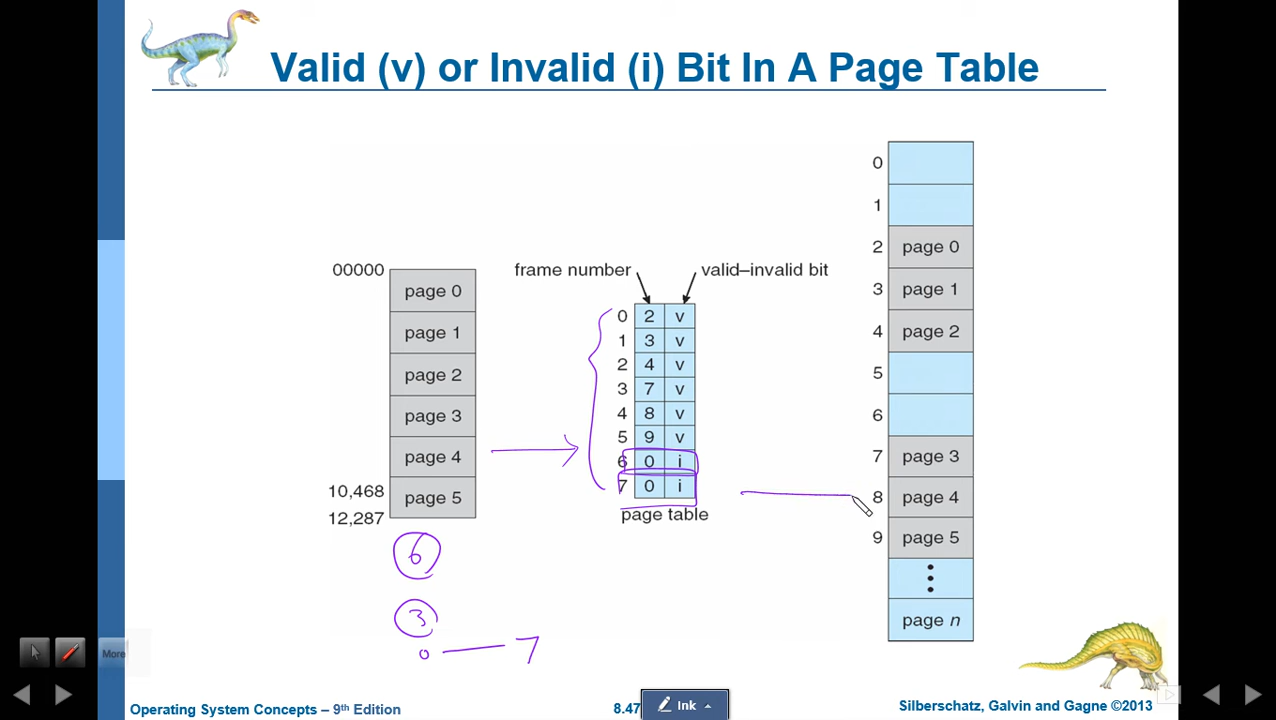 Valid (v) or Invalid (i) Bit In A Page Table
00000
page 0
page 1
page 2
page 3
page 4
10,468
page 5
12,287
6
3
0 7
frame number
valid–invalid bit
0 2 v
1 3 v
2 4 v
3 7 v
4 8 v
5 9 v
6 0 i
7 0 i
page table
0
1
2 page 0
3 page 1
4 page 2
5
6
7 page 3
8 page 4
9 page 5
page n
More
Operating System Concepts – 9th Edition
8.47
Ink
Silberschatz, Galvin and Gagne ©2013